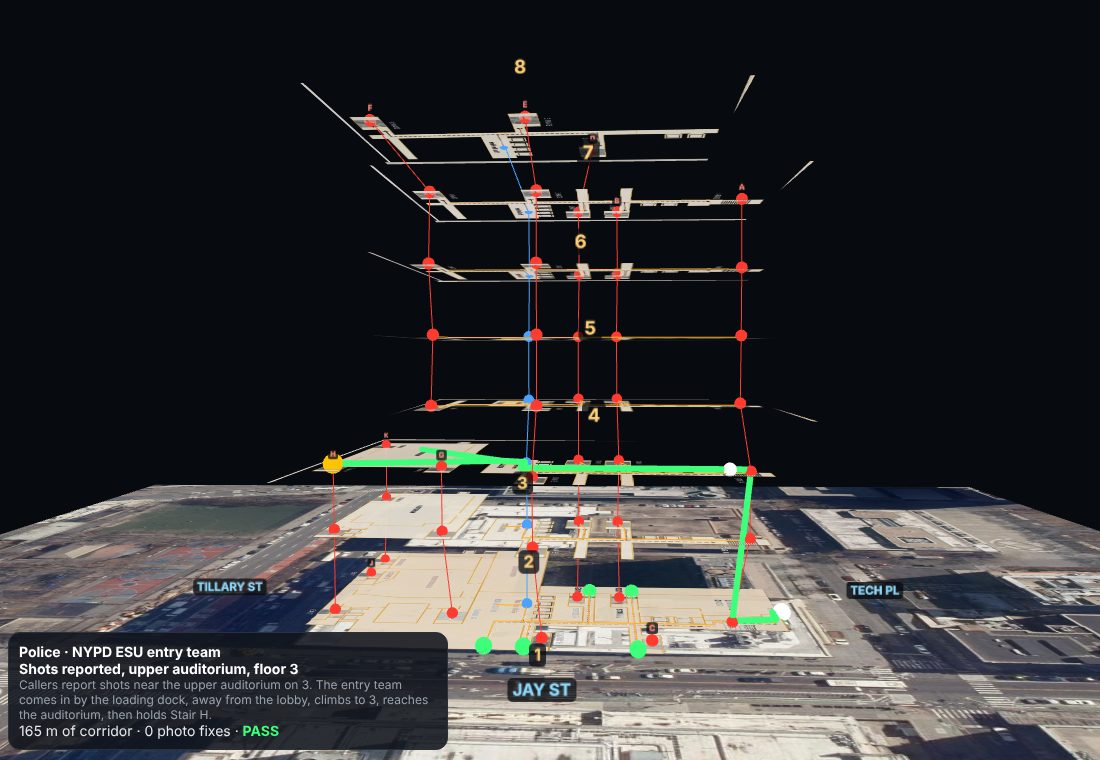 8
F
E
7
A
B
6
5
4
K
H
G
3
2
TILLARY ST
TECH PL
J
C
1
JAY ST
Police · NYPD ESU entry team
Shots reported, upper auditorium, floor 3
Callers report shots near the upper auditorium on 3. The entry team
comes in by the loading dock, away from the lobby, climbs to 3, reaches
the auditorium, then holds Stair H.
165 m of corridor · 0 photo fixes · PASS